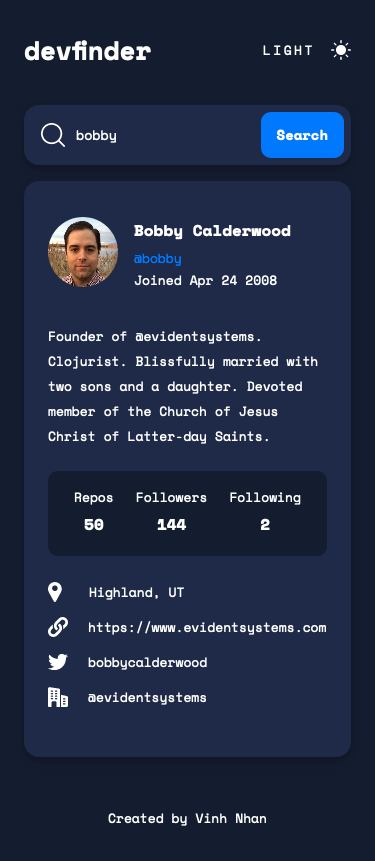 devfinder
LIGHT
bobby
Search
Bobby Calderwood
@bobby
Joined Apr 24 2008
Founder of @evidentsystems.
Clojurist. Blissfully married with
two sons and a daughter. Devoted
member of the Church of Jesus
Christ of Latter-day Saints.
Repos Followers Following
50 144 2
Highland, UT
https://www.evidentsystems.com
bobbycalderwood
@evidentsystems
Created by Vinh Nhan